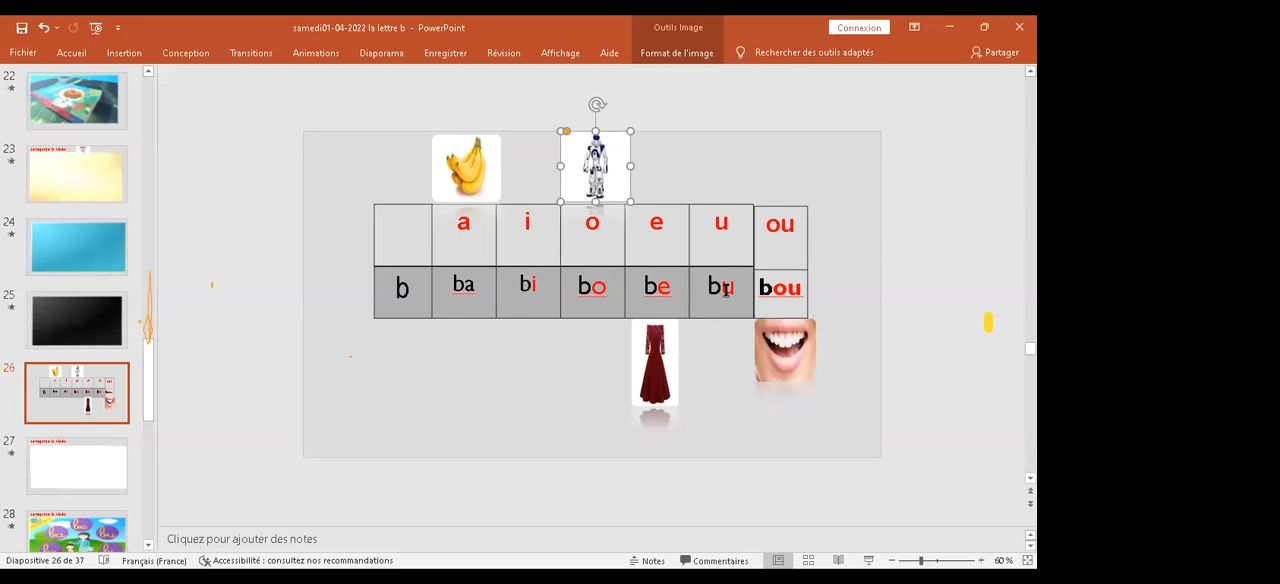 samedi01-04-2022 la lettre b - PowerPoint
Outils Image
Connexion
Fichier Accueil Insertion Conception Transitions Animations Diaporama Enregistrer Révision Affichage Aide Format de l'image Rechercher des outils adaptés Partager
22
23
24
25
26
27
28
a i o e u ou
b ba bi bo be bu bou
Cliquez pour ajouter des notes
Diapositive 26 de 37 Français (France) Accessibilité : consultez nos recommandations Notes Commentaires 60 %